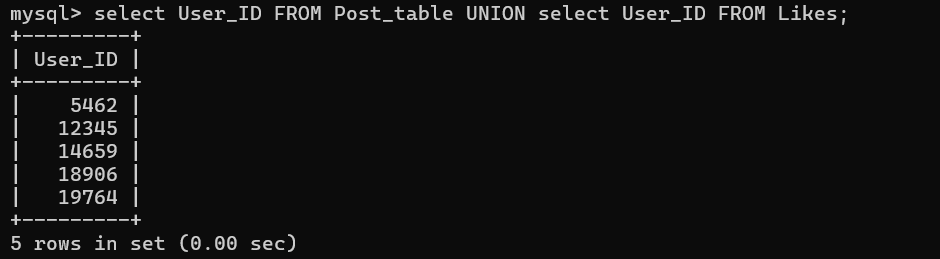 mysql> select User_ID FROM Post_table UNION select User_ID FROM Likes;
+---------+
| User_ID |
+---------+
|    5462 |
|   12345 |
|   14659 |
|   18906 |
|   19764 |
+---------+
5 rows in set (0.00 sec)